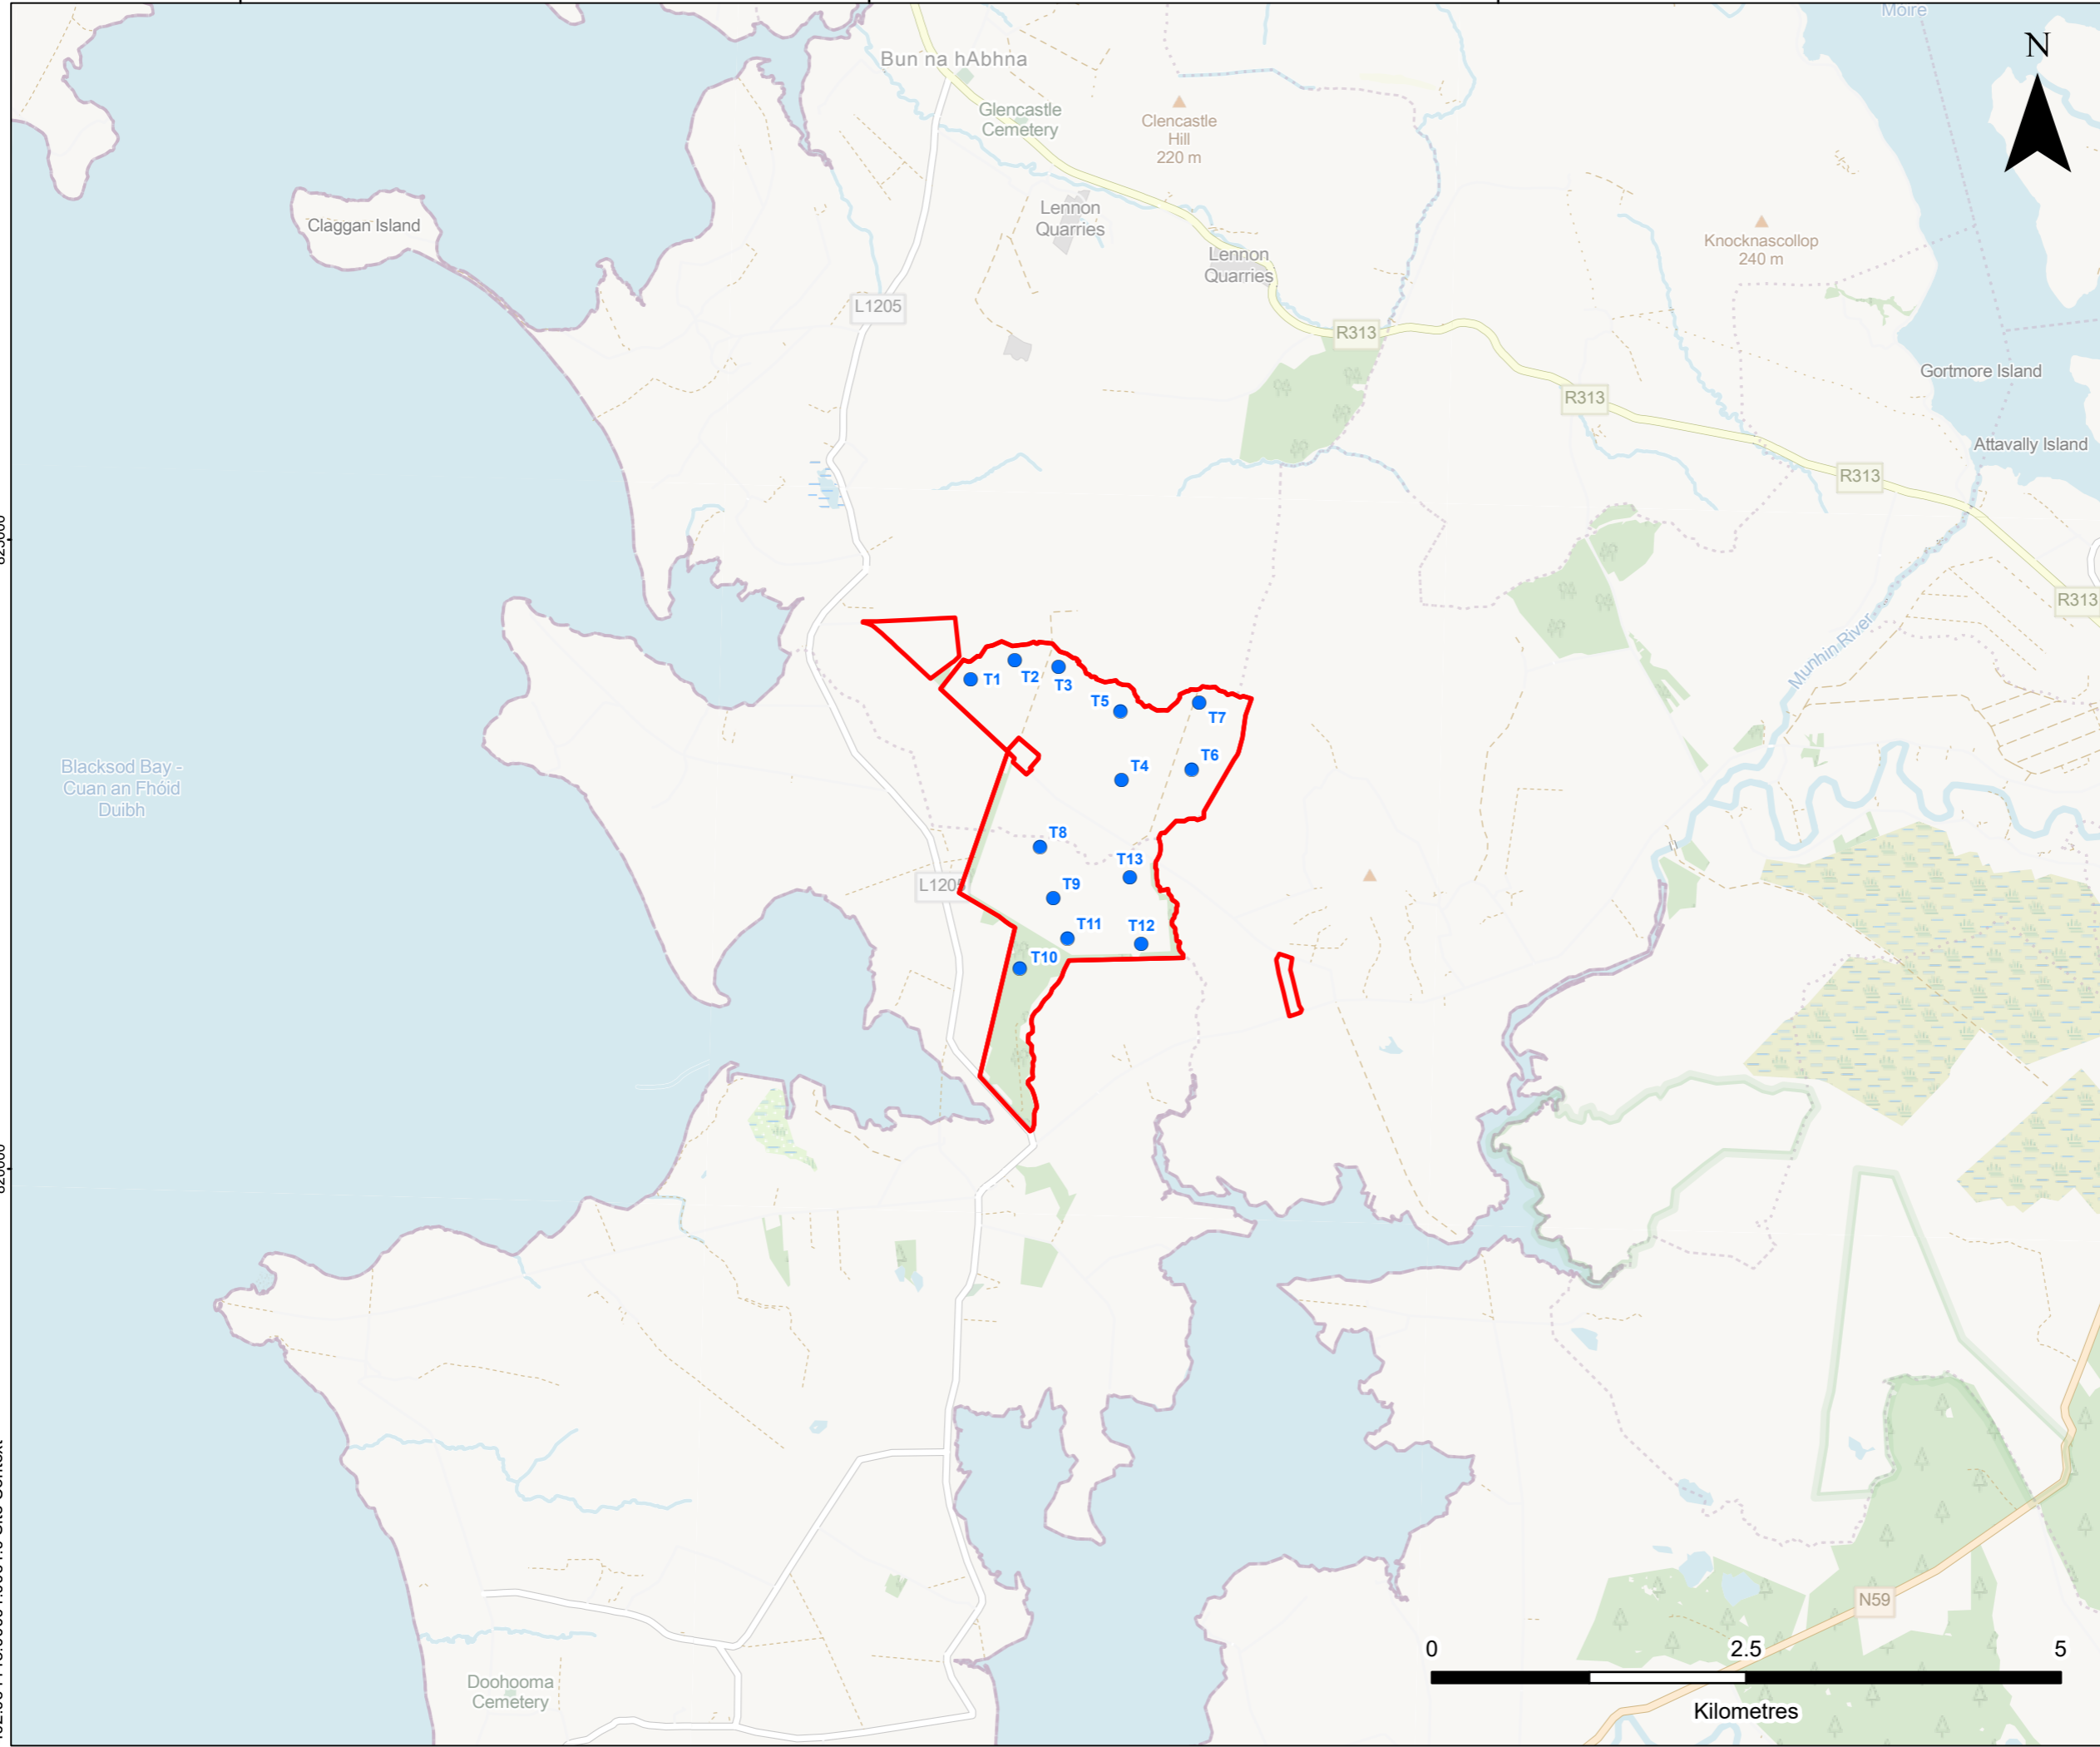 Moire
N
Bun na hAbhna
Glencastle
Cemetery
Clencastle
Hill
220 m
Claggan Island
Lennon
Quarries
Knocknascollop
240 m
Lennon
Quarries
L1205
R313
Gortmore Island
R313
Attavally Island
R313
R313
Munhin River
T1
T2
T3
T5
T7
T6
T4
Blacksod Bay -
Cuan an Fhóid
Duibh
T8
T13
L1205
T9
T11
T12
T10
N59
0
2.5
5
Kilometres
Doohooma
Cemetery